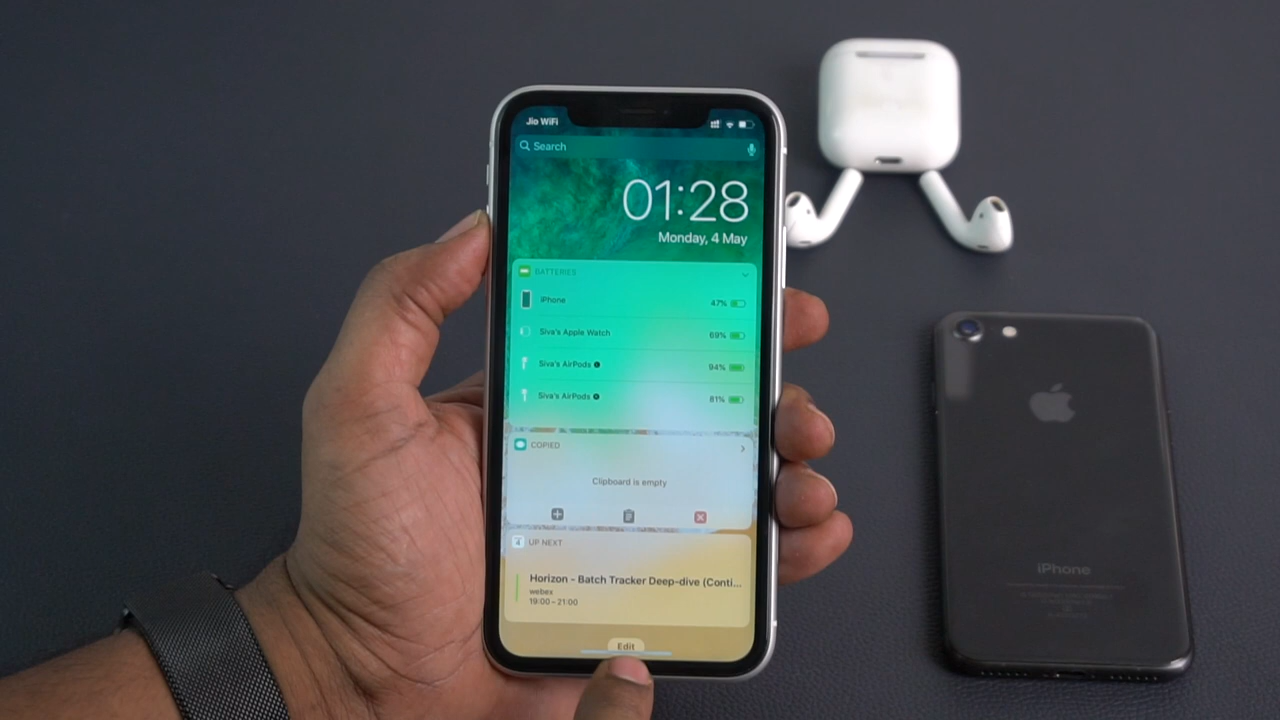 Jio WiFi
Search
01:28
Monday, 4 May
BATTERIES
iPhone 47%
Siva's Apple Watch 69%
Siva's AirPods 94%
Siva's AirPods 81%
COPIED
Clipboard is empty
4 UP NEXT
Horizon - Batch Tracker Deep-dive (Conti...
webex
19:00 - 21:00
Edit
iPhone